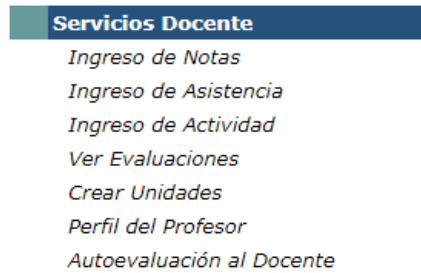 Servicios Docente
Ingreso de Notas
Ingreso de Asistencia
Ingreso de Actividad
Ver Evaluaciones
Crear Unidades
Perfil del Profesor
Autoevaluación al Docente